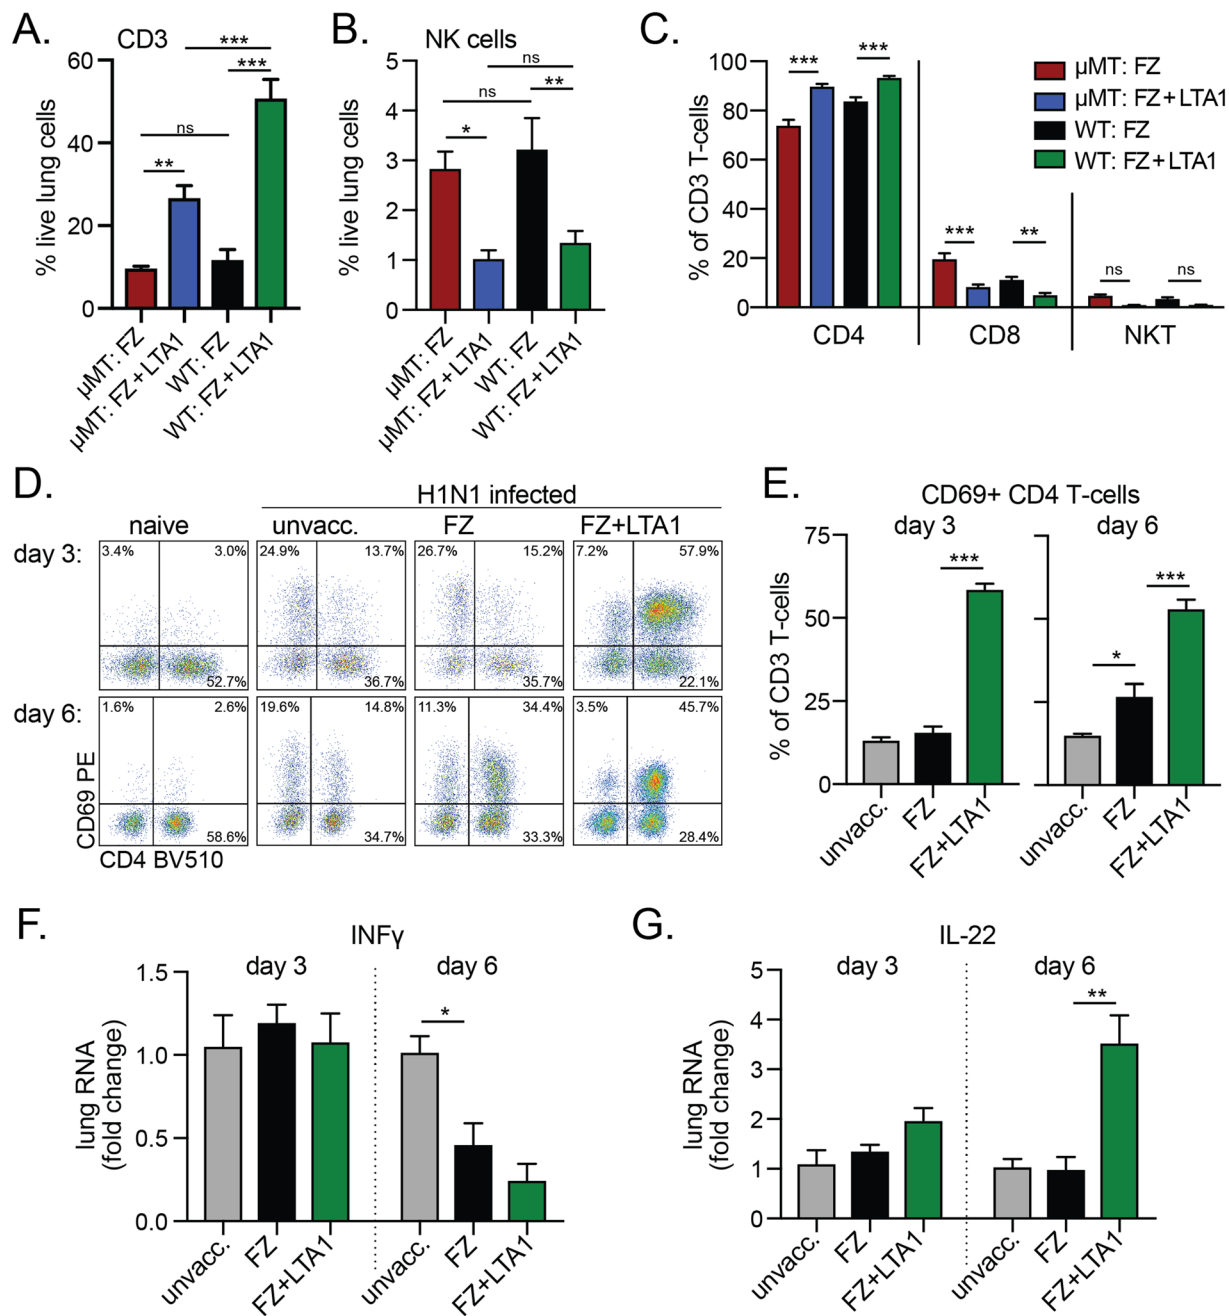 A.
CD3
% live lung cells
60
40
20
0
***
***
ns
**
µMT: FZ
µMT: FZ+LTA1
WT: FZ
WT: FZ+LTA1
B.
NK cells
% live lung cells
5
4
3
2
1
0
ns
**
ns
*
µMT: FZ
µMT: FZ+LTA1
WT: FZ
WT: FZ+LTA1
C.
% of CD3 T-cells
100
80
60
40
20
0
***
***
***
**
ns
ns
CD4
CD8
NKT
µMT: FZ
µMT: FZ+LTA1
WT: FZ
WT: FZ+LTA1
D.
H1N1 infected
naive
unvacc.
FZ
FZ+LTA1
day 3:
3.4%
3.0%
52.7%
24.9%
13.7%
36.7%
26.7%
15.2%
35.7%
7.2%
57.9%
22.1%
day 6:
1.6%
2.6%
58.6%
19.6%
14.8%
34.7%
11.3%
34.4%
33.3%
3.5%
45.7%
28.4%
CD69 PE
CD4 BV510
E.
CD69+ CD4 T-cells
day 3
day 6
% of CD3 T-cells
75
50
25
0
***
*
***
unvacc.
FZ
FZ+LTA1
unvacc.
FZ
FZ+LTA1
F.
INFγ
day 3
day 6
lung RNA
(fold change)
1.5
1.0
0.5
0.0
*
unvacc.
FZ
FZ+LTA1
unvacc.
FZ
FZ+LTA1
G.
IL-22
day 3
day 6
lung RNA
(fold change)
5
4
3
2
1
0
**
unvacc.
FZ
FZ+LTA1
unvacc.
FZ
FZ+LTA1